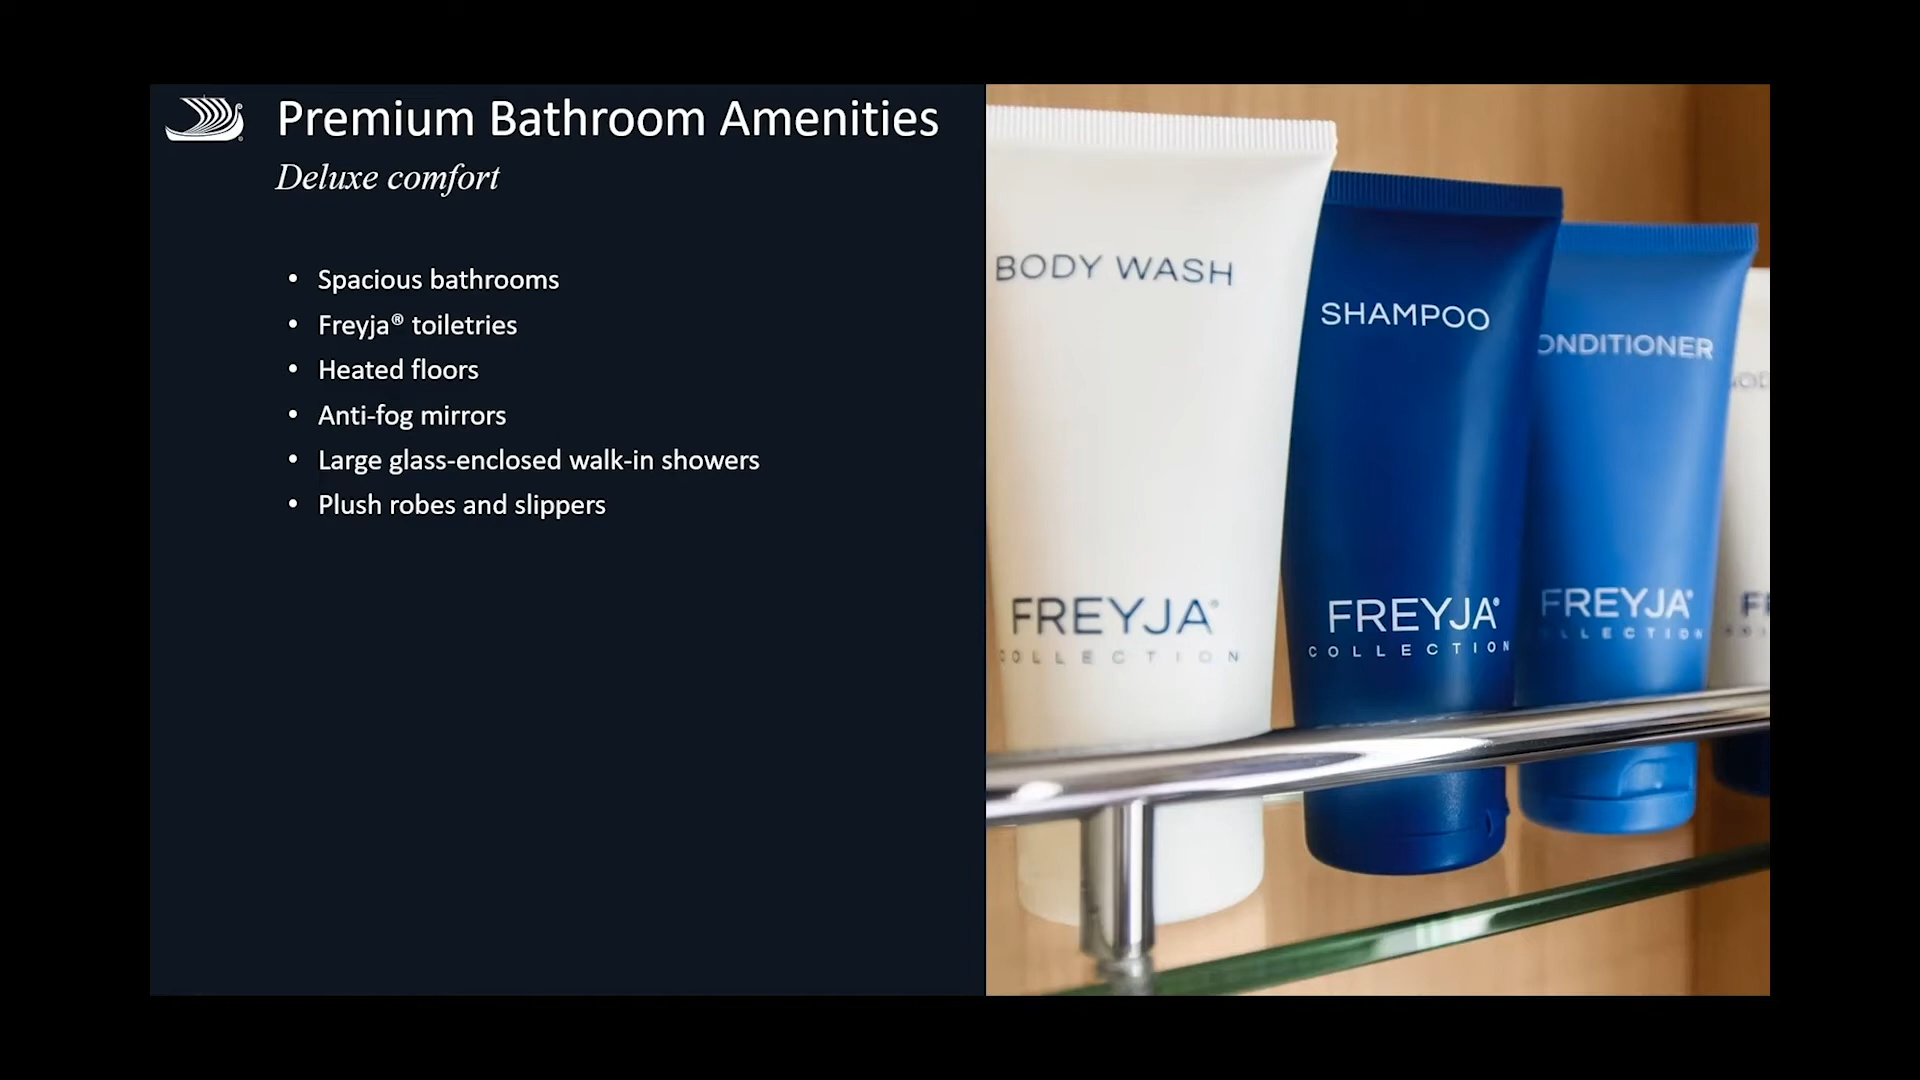 Premium Bathroom Amenities
Deluxe comfort
• Spacious bathrooms
• Freyja® toiletries
• Heated floors
• Anti-fog mirrors
• Large glass-enclosed walk-in showers
• Plush robes and slippers
BODY WASH
FREYJA®
COLLECTION
SHAMPOO
FREYJA®
COLLECTION
ONDITIONER
FREYJA®
LLECTION